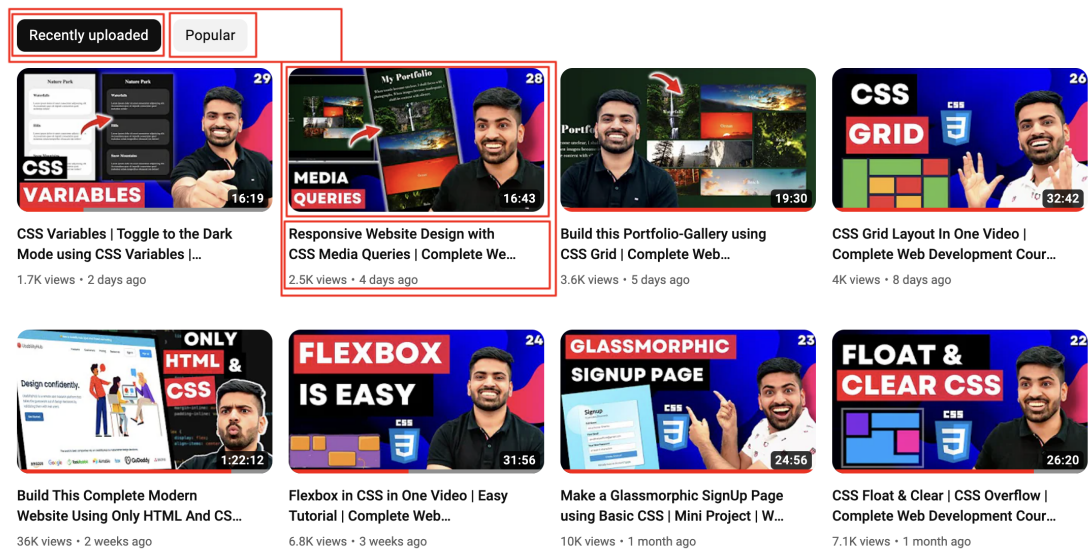 Recently uploaded
Popular
Nature Park
Nature Park
29
Waterfalls
Waterfalls
Hills
Hills
Snow Mountains
CSS
VARIABLES
16:19
My Portfolio
28
MEDIA
QUERIES
16:43
19:30
CSS
GRID
CSS
26
32:42
CSS Variables | Toggle to the Dark
Mode using CSS Variables |...
1.7K views • 2 days ago
Responsive Website Design with
CSS Media Queries | Complete We...
2.5K views • 4 days ago
Build this Portfolio-Gallery using
CSS Grid | Complete Web...
3.6K views • 5 days ago
CSS Grid Layout In One Video |
Complete Web Development Cour...
4K views • 8 days ago
ONLY
HTML &
CSS
Design confidently.
amazon
GoDaddy
1:22:12
FLEXBOX
IS EASY
CSS
24
31:56
GLASSMORPHIC
SIGNUP PAGE
23
Signup
CSS
24:56
FLOAT &
CLEAR CSS
CSS
22
26:20
Build This Complete Modern
Website Using Only HTML And CS...
36K views • 2 weeks ago
Flexbox in CSS in One Video | Easy
Tutorial | Complete Web...
6.8K views • 3 weeks ago
Make a Glassmorphic SignUp Page
using Basic CSS | Mini Project | W...
10K views • 1 month ago
CSS Float & Clear | CSS Overflow |
Complete Web Development Cour...
7.1K views • 1 month ago